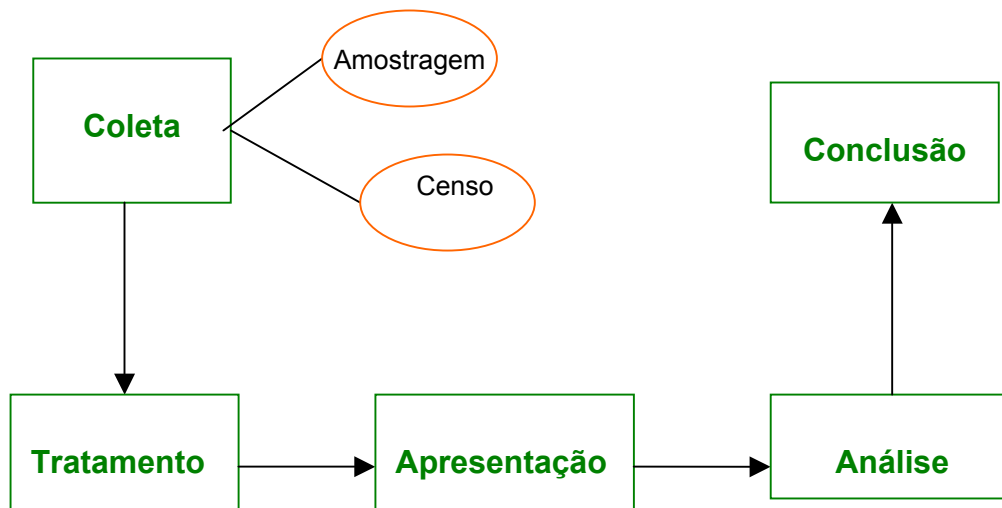 Amostragem
Coleta
Censo
Conclusão
Tratamento
Apresentação
Análise